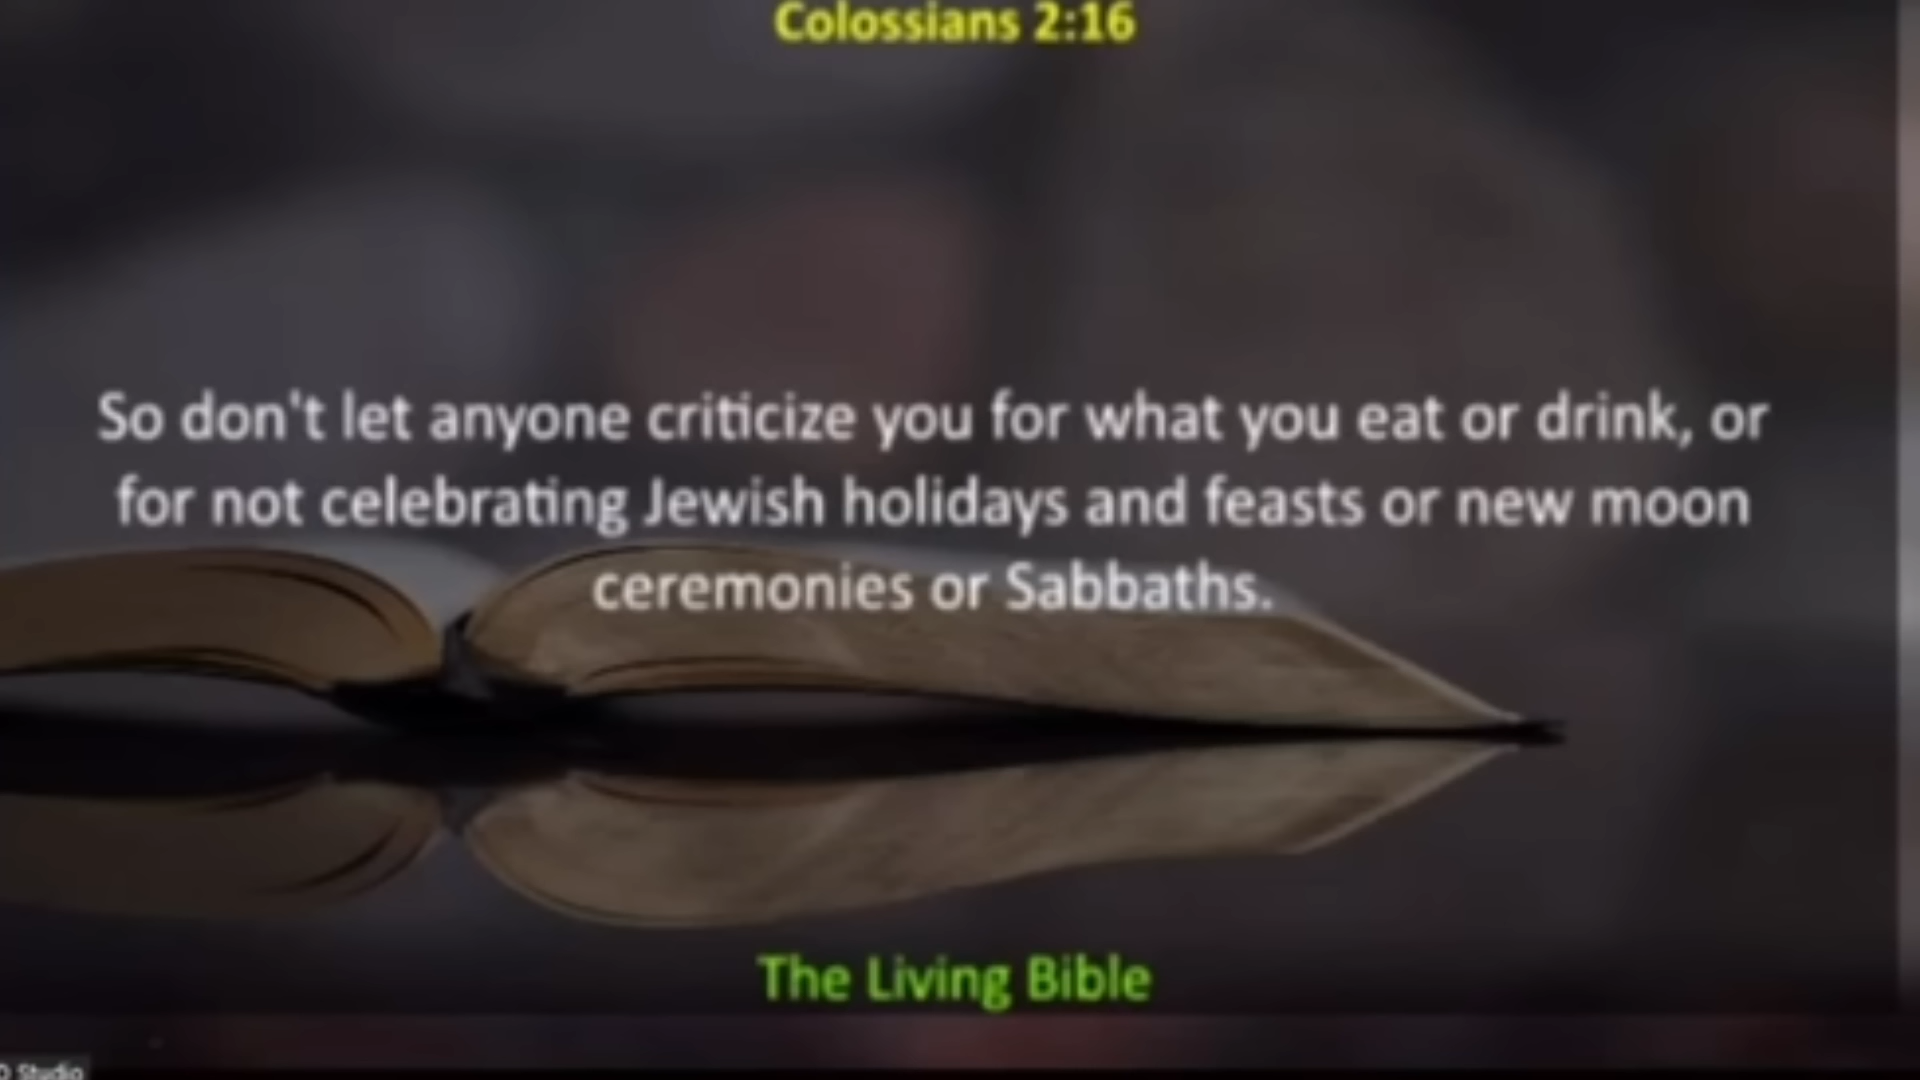 Colossians 2:16
So don't let anyone criticize you for what you eat or drink, or
for not celebrating Jewish holidays and feasts or new moon
ceremonies or Sabbaths.
The Living Bible
Studio